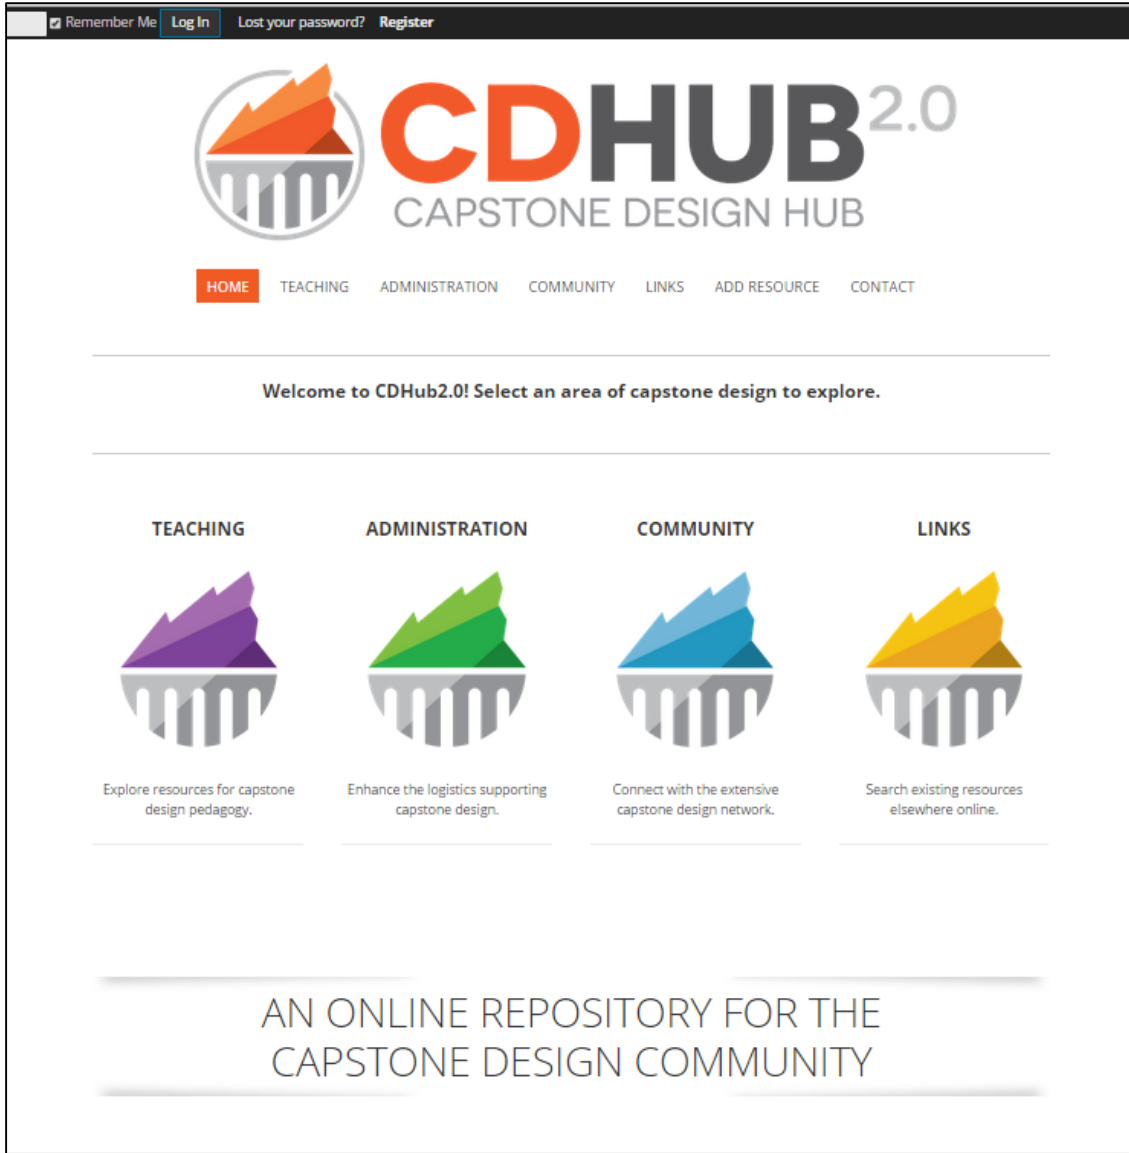 Remember Me Log In Lost your password? Register
CDHUB2.0
CAPSTONE DESIGN HUB
HOME TEACHING ADMINISTRATION COMMUNITY LINKS ADD RESOURCE CONTACT
Welcome to CDHub2.0! Select an area of capstone design to explore.
TEACHING
Explore resources for capstone
design pedagogy.
ADMINISTRATION
Enhance the logistics supporting
capstone design.
COMMUNITY
Connect with the extensive
capstone design network.
LINKS
Search existing resources
elsewhere online.
AN ONLINE REPOSITORY FOR THE
CAPSTONE DESIGN COMMUNITY